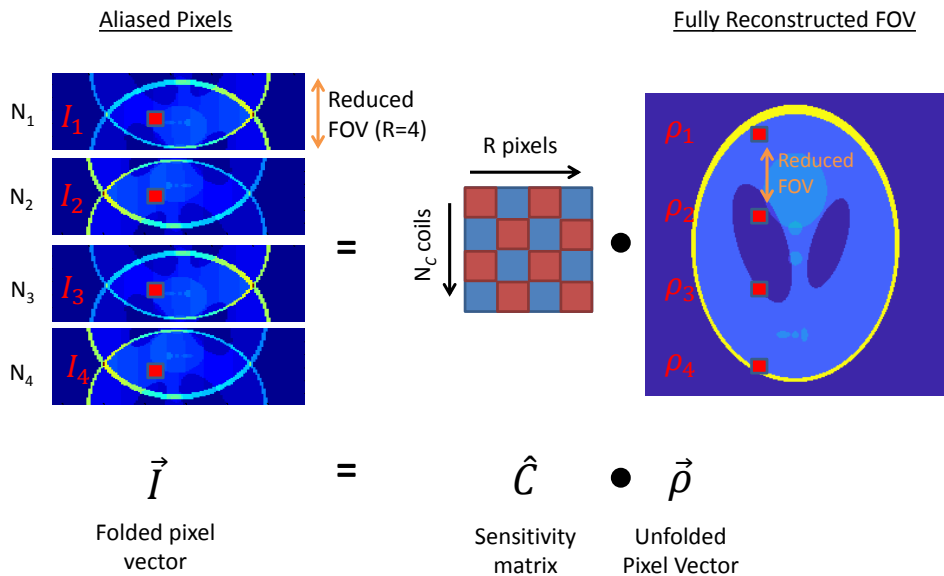 Aliased Pixels
Fully Reconstructed FOV
N₁
I₁
Reduced
FOV (R=4)
N₂
I₂
N₃
I₃
N₄
I₄
=
R pixels
N_C coils
●
ρ₁
Reduced
FOV
ρ₂
ρ₃
ρ₄
I⃗
=
Ĉ
●
ρ⃗
Folded pixel
vector
Sensitivity
matrix
Unfolded
Pixel Vector